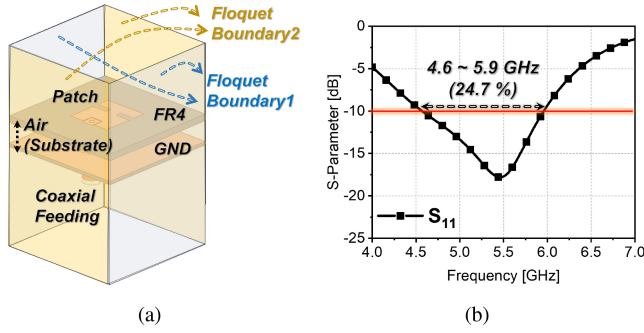 Floquet
Boundary2
Floquet
Boundary1
Patch
FR4
Air
(Substrate)
GND
Coaxial
Feeding
(a)
S-Parameter [dB]
0
-5
-10
-15
-20
-25
4.6 ~ 5.9 GHz
(24.7 %)
S11
4.0 4.5 5.0 5.5 6.0 6.5 7.0
Frequency [GHz]
(b)